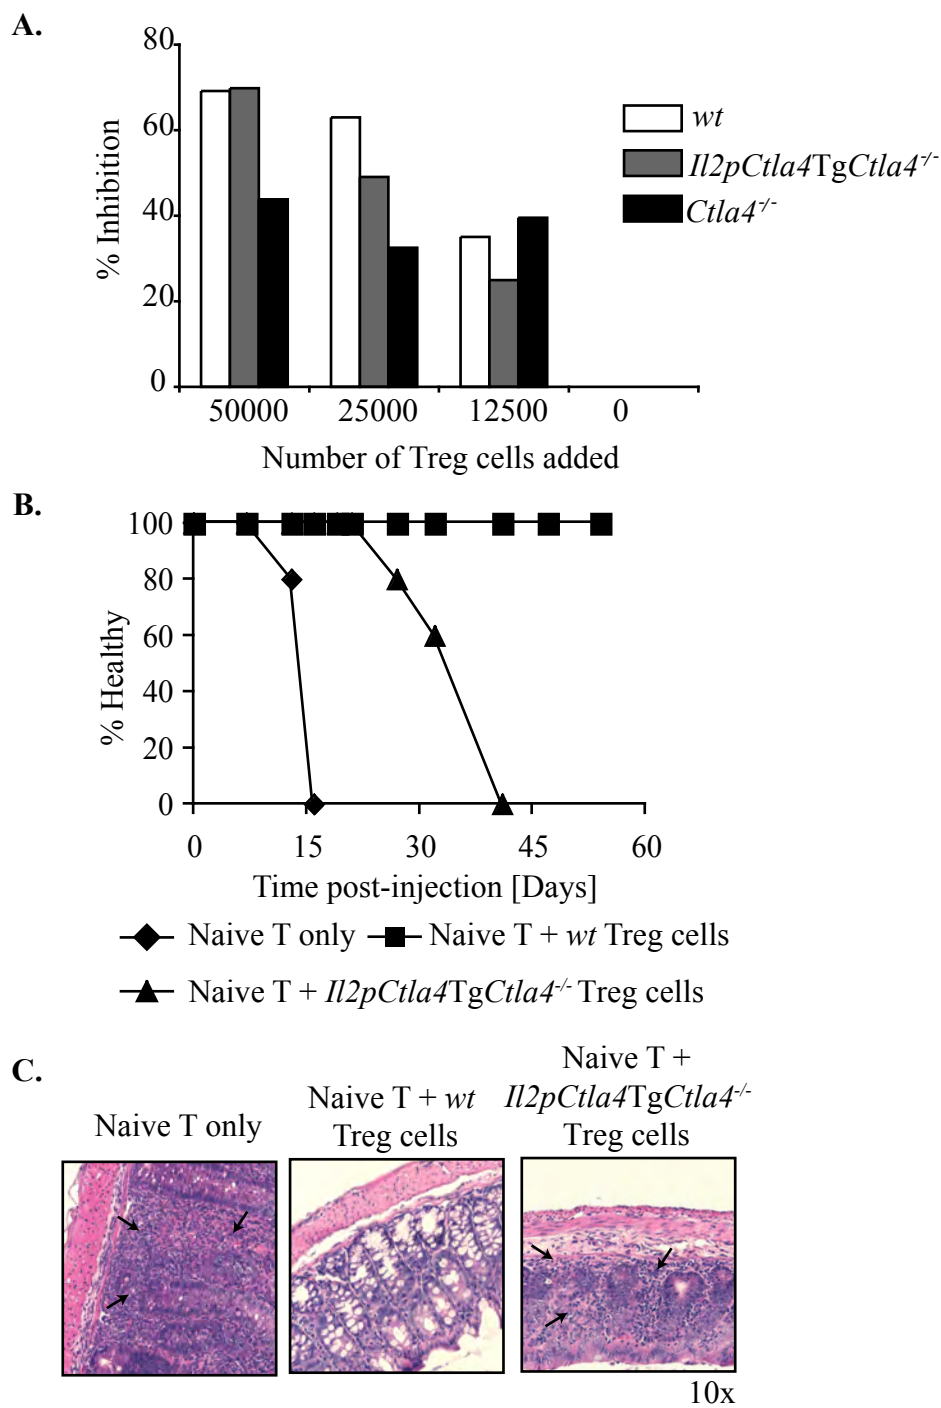 A.
80
60
40
20
0
% Inhibition
50000 25000 12500 0
Number of Treg cells added
wt
Il2pCtla4TgCtla4-/-
Ctla4-/-
B.
100
80
60
40
20
0
% Healthy
0 15 30 45 60
Time post-injection [Days]
Naive T only Naive T + wt Treg cells
Naive T + Il2pCtla4TgCtla4-/- Treg cells
C.
Naive T only
Naive T + wt
Treg cells
Naive T +
Il2pCtla4TgCtla4-/-
Treg cells
10x